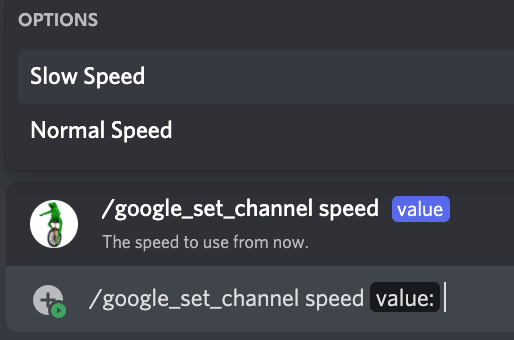 OPTIONS
Slow Speed
Normal Speed
/google_set_channel speed value
The speed to use from now.
/google_set_channel speed value: